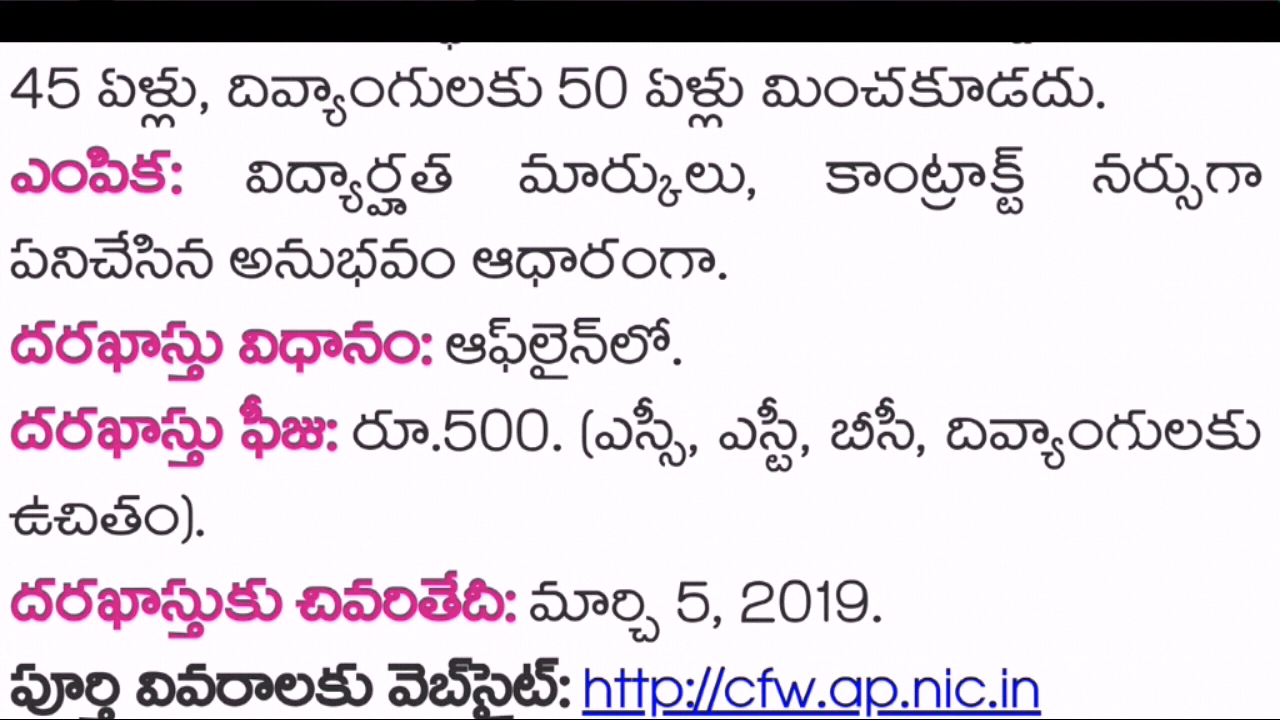 45 ఏళ్లు, దివ్యాంగులకు 50 ఏళ్లు మించకూడదు.
ఎంపిక: విద్యార్హత మార్కులు, కాంట్రాక్ట్ నర్సుగా
పనిచేసిన అనుభవం ఆధారంగా.
దరఖాస్తు విధానం: ఆఫ్‌లైన్‌లో.
దరఖాస్తు ఫీజు: రూ.500. (ఎస్సీ, ఎస్టీ, బీసీ, దివ్యాంగులకు
ఉచితం).
దరఖాస్తుకు చివరితేదీ: మార్చి 5, 2019.
పూర్తి వివరాలకు వెబ్‌సైట్: http://cfw.ap.nic.in